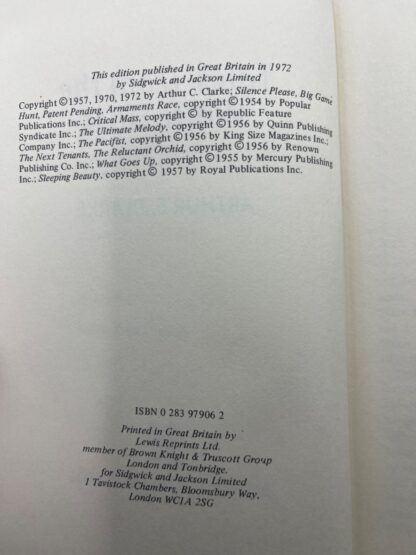 This edition published in Great Britain in 1972
by Sidgwick and Jackson Limited
Copyright ©1957, 1970, 1972 by Arthur C. Clarke; Silence Please, Big Game
Hunt, Patent Pending, Armaments Race, copyright ©1954 by Popular
Publications Inc.; Critical Mass, copyright © by Republic Feature
Syndicate Inc.; The Ultimate Melody, copyright ©1956 by Quinn Publishing
Company Inc.; The Pacifist, copyright ©1956 by King Size Magazines Inc.;
The Next Tenants, The Reluctant Orchid, copyright ©1956 by Renown
Publishing Co. Inc.; What Goes Up, copyright ©1955 by Mercury Publishing
Inc.; Sleeping Beauty, copyright © 1957 by Royal Publications Inc.
ISBN 0 283 97906 2
Printed in Great Britain by
Lewis Reprints Ltd.
member of Brown Knight & Truscott Group
London and Tonbridge.
for Sidgwick and Jackson Limited
1 Tavistock Chambers, Bloomsbury Way,
London WC1A 2SG